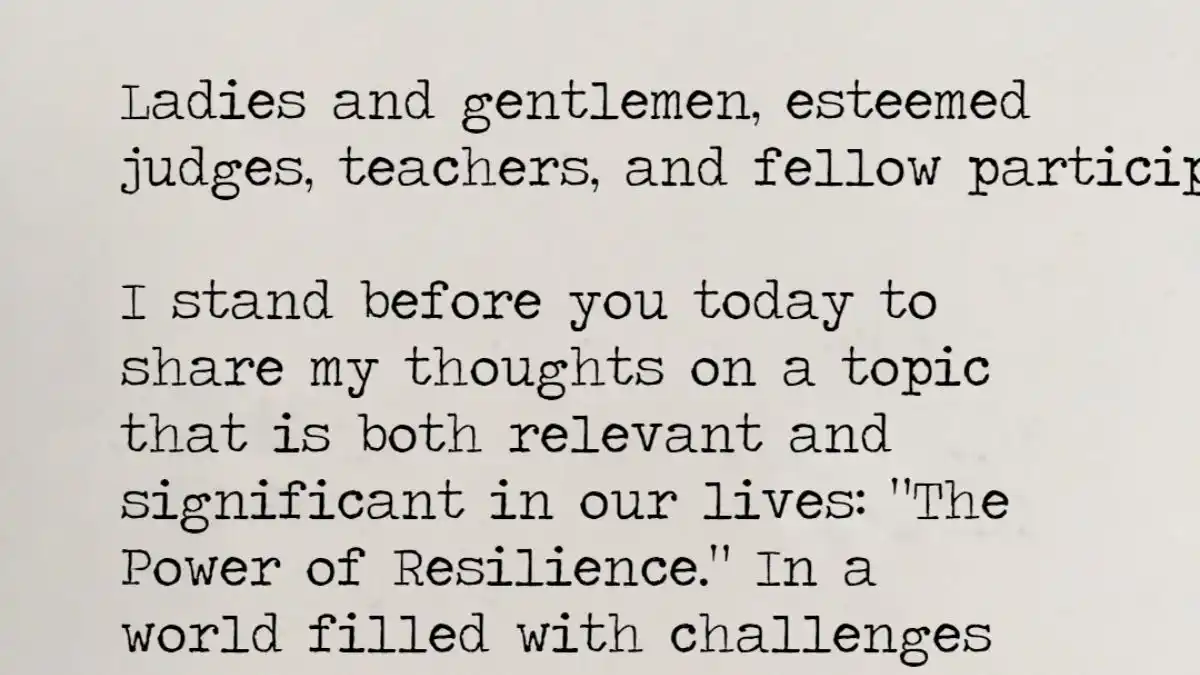 Ladies and gentlemen, esteemed
judges, teachers, and fellow particip
I stand before you today to
share my thoughts on a topic
that is both relevant and
significant in our lives: "The
Power of Resilience." In a
world filled with challenges